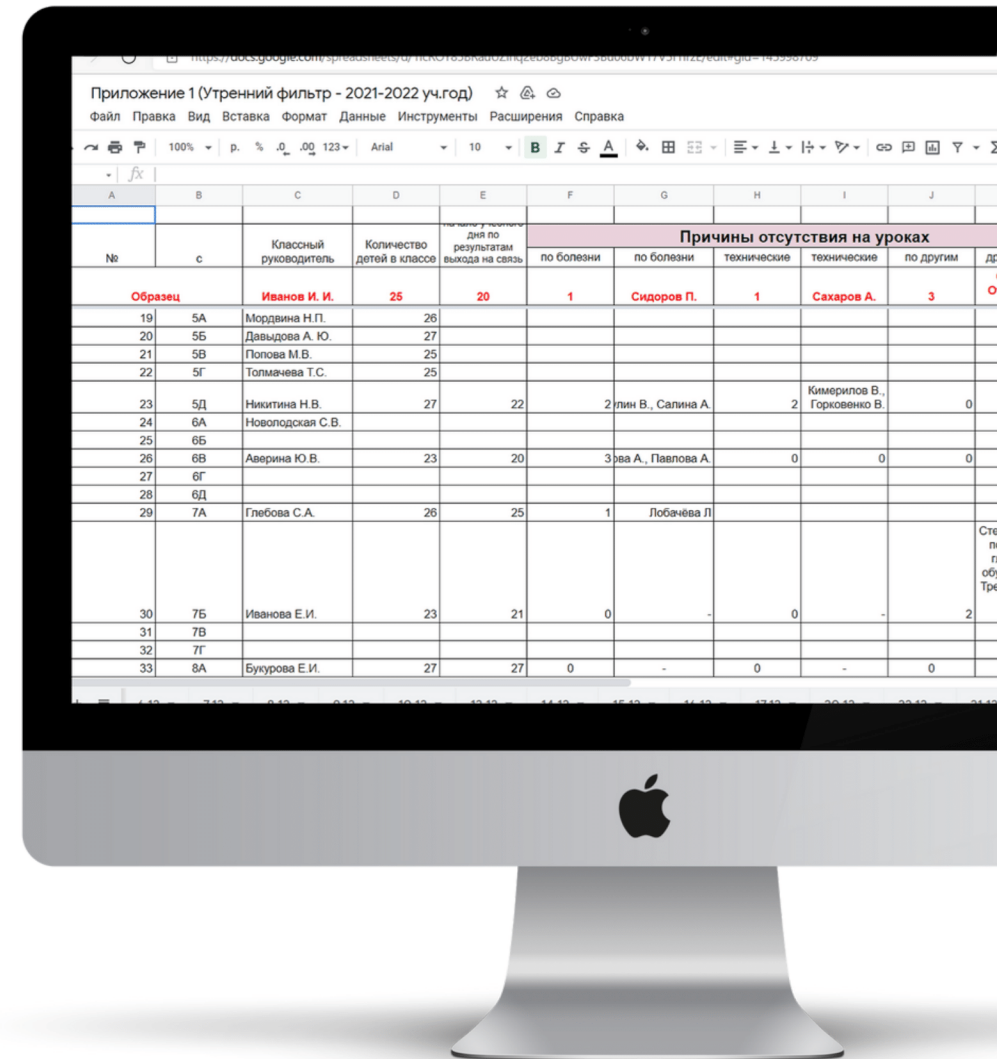 Приложение 1 (Утренний фильтр - 2021-2022 уч.год)
Файл Правка Вид Вставка Формат Данные Инструменты Расширения Справка
100% р. % .0 .00 123 Arial 10 B I S A
fx
A B C D E F G H I J
Причины отсутствия на уроках
№ с Классный руководитель Количество детей в классе дня по результатам выхода на связь по болезни по болезни технические технические по другим
Образец Иванов И. И. 25 20 1 Сидоров П. 1 Сахаров А. 3
19 5А Мордвина Н.П. 26
20 5Б Давыдова А. Ю. 27
21 5В Попова М.В. 25
22 5Г Толмачева Т.С. 25
23 5Д Никитина Н.В. 27 22 2 лин В., Салина А. 2 Кимерилов В., Горковенко В. 0
24 6А Новолодская С.В.
25 6Б
26 6В Аверина Ю.В. 23 20 3 ова А., Павлова А. 0 0 0
27 6Г
28 6Д
29 7А Глебова С.А. 26 25 1 Лобачёва Л
30 7Б Иванова Е.И. 23 21 0 - 0 - 2
31 7В
32 7Г
33 8А Букурова Е.И. 27 27 0 - 0 - 0